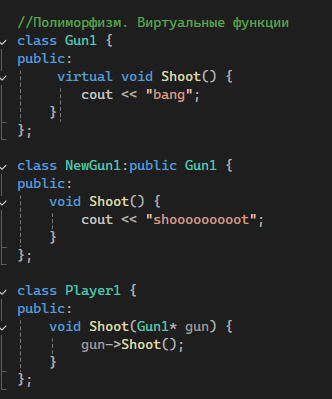 //Полиморфизм. Виртуальные функции
class Gun1 {
public:
virtual void Shoot() {
cout << "bang";
}
};
class NewGun1:public Gun1 {
public:
void Shoot() {
cout << "shooooooooot";
}
};
class Player1 {
public:
void Shoot(Gun1* gun) {
gun->Shoot();
}
};